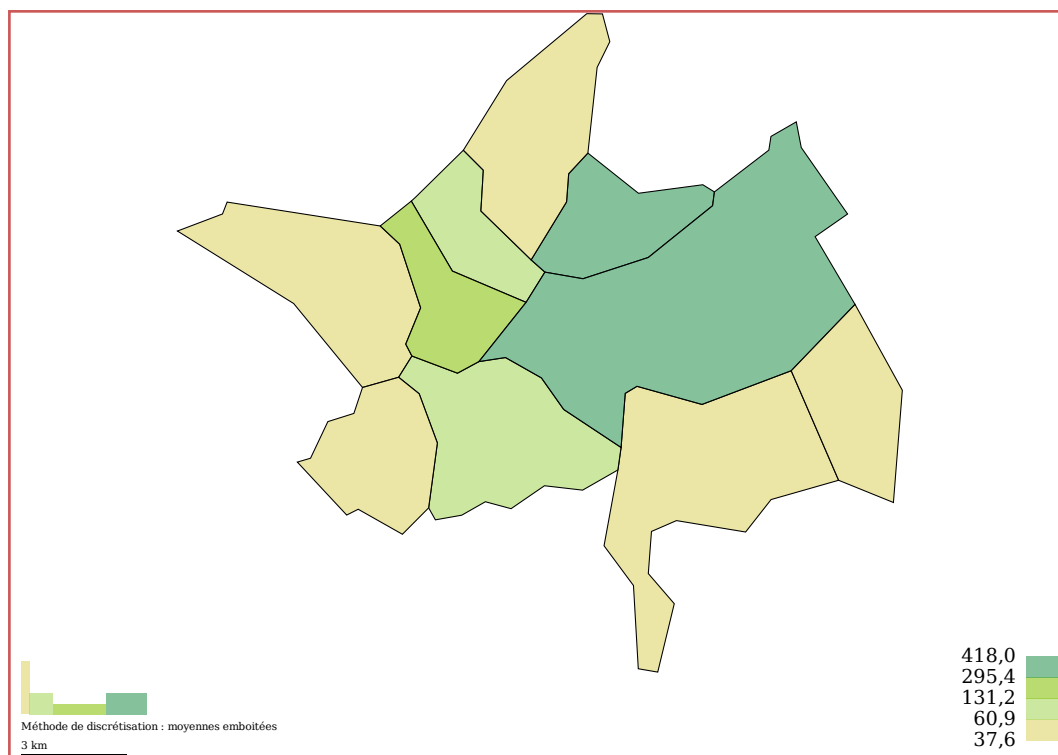 418,0
295,4
131,2
60,9
37,6
Méthode de discrétisation : moyennes emboitées
3 km